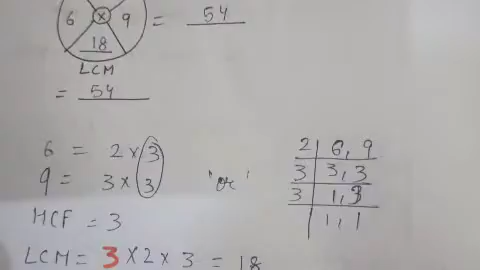 6 × 9 = 54
18
LCM
= 54
6 = 2 × 3
9 = 3 × 3
HCF = 3
LCM = 3 × 2 × 3 = 18
"or"
2 | 6, 9
3 | 3, 3
3 | 1, 3
| 1, 1